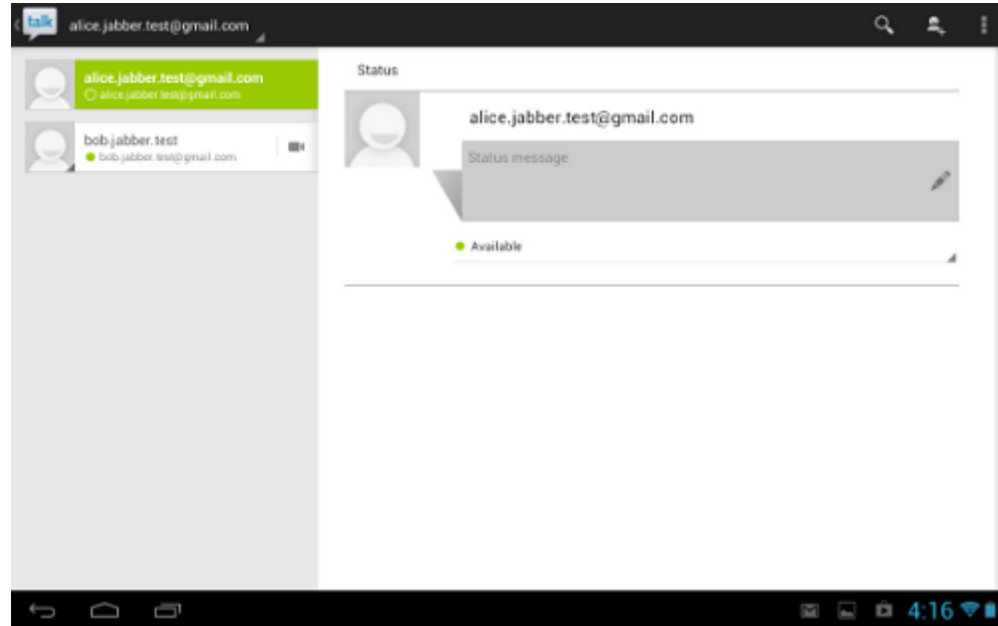 talk alice.jabber.test@gmail.com
alice.jabber.test@gmail.com
alice.jabber.test@gmail.com
bob.jabber.test
bob.jabber.test@gmail.com
Status
alice.jabber.test@gmail.com
Status message
Available
4:16